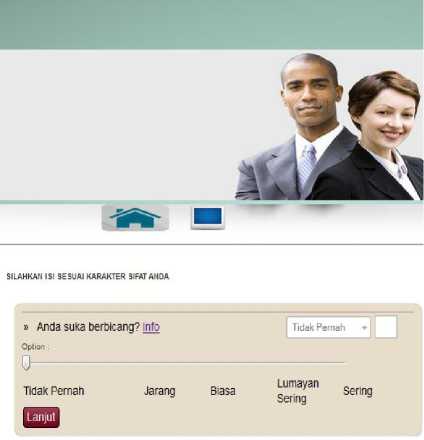 SILAHKAN ISI SESUAI KARAKTER SIFAT ANDA
» Anda suka berbicang? Info Tidak Pernah
Option :
Tidak Pernah Jarang Biasa Lumayan Sering Sering
Lanjut